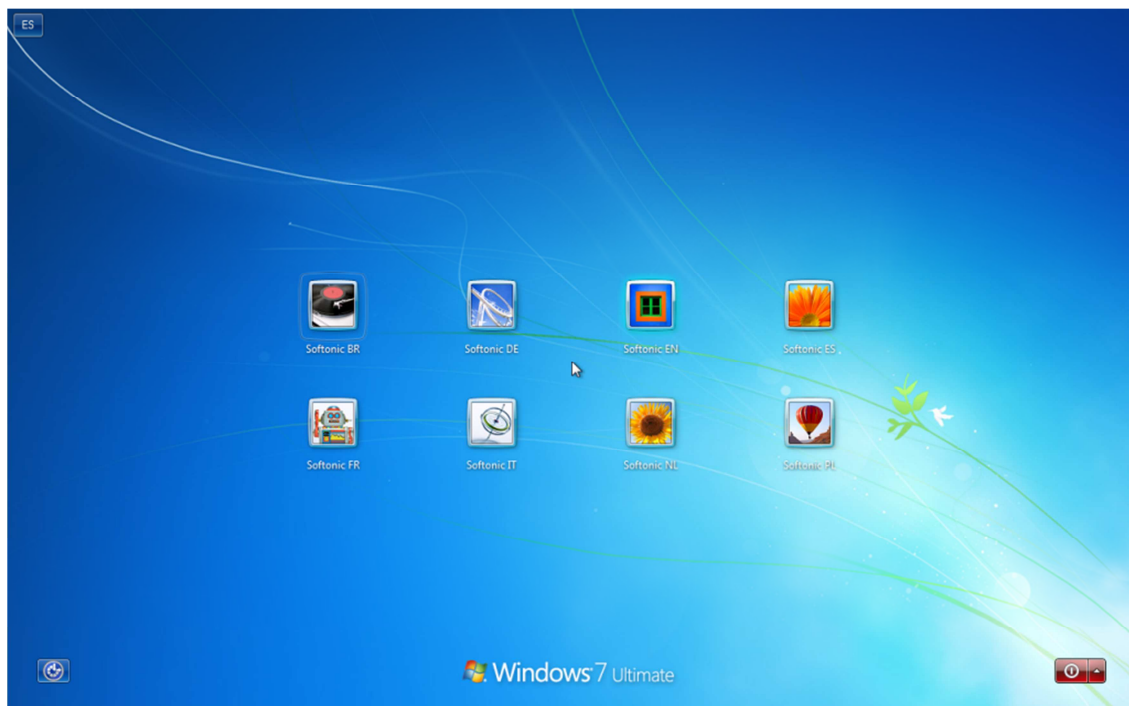 ES
Softonic BR
Softonic DE
Softonic EN
Softonic ES
Softonic FR
Softonic IT
Softonic NL
Softonic PL
Windows 7 Ultimate